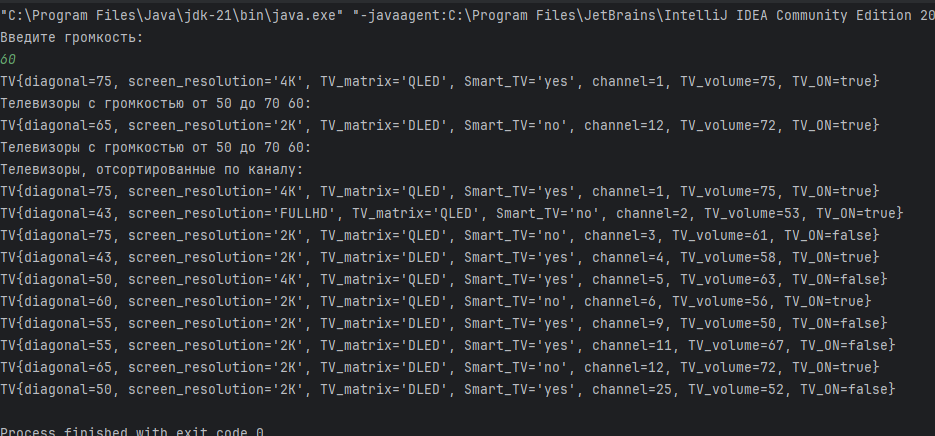 "C:\Program Files\Java\jdk-21\bin\java.exe" "-javaagent:C:\Program Files\JetBrains\IntelliJ IDEA Community Edition 20
Введите громкость:
60
TV{diagonal=75, screen_resolution='4K', TV_matrix='QLED', Smart_TV='yes', channel=1, TV_volume=75, TV_ON=true}
Телевизоры с громкостью от 50 до 70 60:
TV{diagonal=65, screen_resolution='2K', TV_matrix='DLED', Smart_TV='no', channel=12, TV_volume=72, TV_ON=true}
Телевизоры с громкостью от 50 до 70 60:
Телевизоры, отсортированные по каналу:
TV{diagonal=75, screen_resolution='4K', TV_matrix='QLED', Smart_TV='yes', channel=1, TV_volume=75, TV_ON=true}
TV{diagonal=43, screen_resolution='FULLHD', TV_matrix='QLED', Smart_TV='no', channel=2, TV_volume=53, TV_ON=true}
TV{diagonal=75, screen_resolution='2K', TV_matrix='QLED', Smart_TV='no', channel=3, TV_volume=61, TV_ON=false}
TV{diagonal=43, screen_resolution='2K', TV_matrix='DLED', Smart_TV='yes', channel=4, TV_volume=58, TV_ON=true}
TV{diagonal=50, screen_resolution='4K', TV_matrix='QLED', Smart_TV='yes', channel=5, TV_volume=63, TV_ON=false}
TV{diagonal=60, screen_resolution='2K', TV_matrix='QLED', Smart_TV='no', channel=6, TV_volume=56, TV_ON=true}
TV{diagonal=55, screen_resolution='2K', TV_matrix='DLED', Smart_TV='yes', channel=9, TV_volume=50, TV_ON=false}
TV{diagonal=55, screen_resolution='2K', TV_matrix='DLED', Smart_TV='yes', channel=11, TV_volume=67, TV_ON=false}
TV{diagonal=65, screen_resolution='2K', TV_matrix='DLED', Smart_TV='no', channel=12, TV_volume=72, TV_ON=true}
TV{diagonal=50, screen_resolution='2K', TV_matrix='DLED', Smart_TV='yes', channel=25, TV_volume=52, TV_ON=false}
Process finished with exit code 0